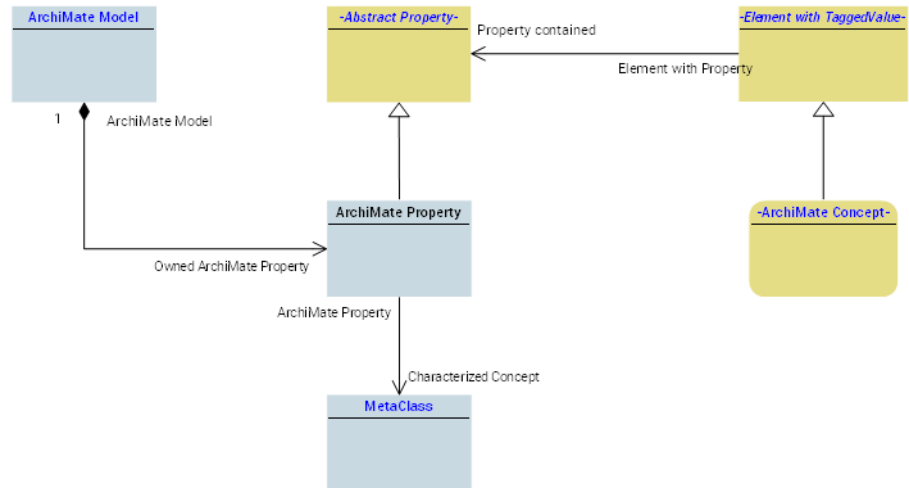 ArchiMate Model
-Abstract Property-
-Element with TaggedValue-
Property contained
Element with Property
1
ArchiMate Model
ArchiMate Property
-ArchiMate Concept-
Owned ArchiMate Property
ArchiMate Property
Characterized Concept
MetaClass